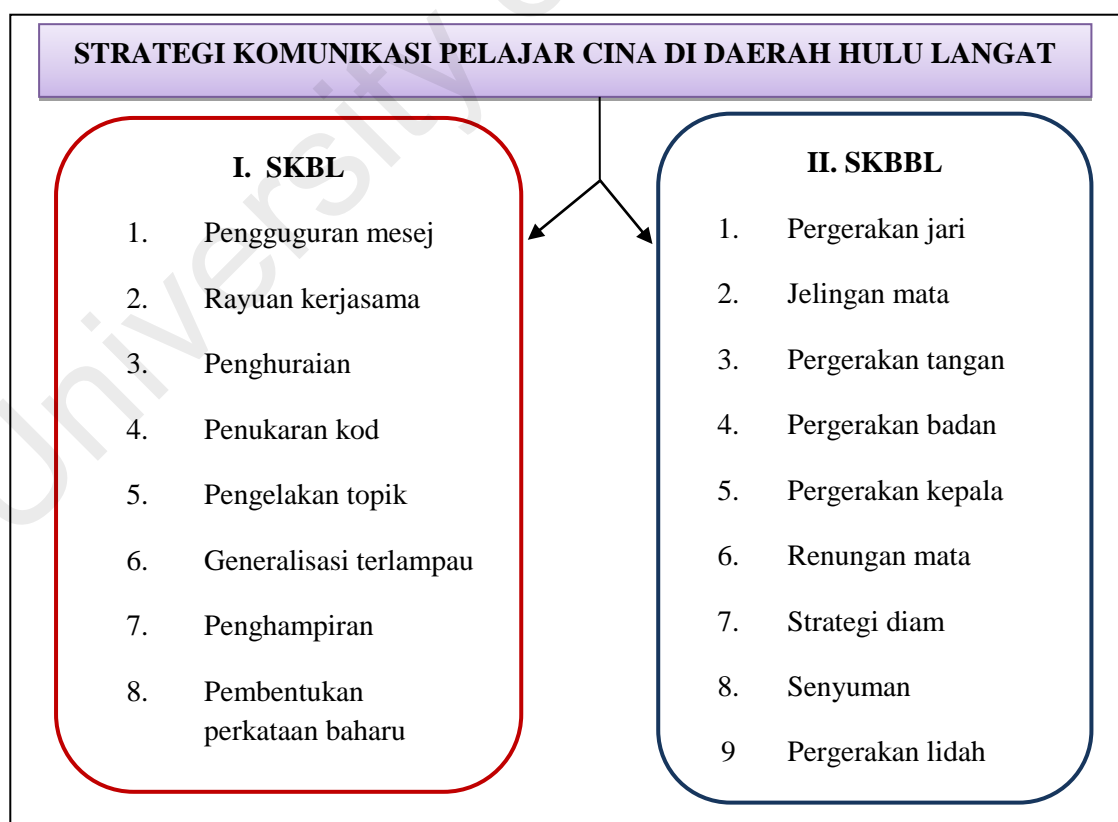 STRATEGI KOMUNIKASI PELAJAR CINA DI DAERAH HULU LANGAT
I. SKBL
1. Pengguguran mesej
2. Rayuan kerjasama
3. Penghuraian
4. Penukaran kod
5. Pengelakan topik
6. Generalisasi terlampau
7. Penghampiran
8. Pembentukan
perkataan baharu
II. SKBBL
1. Pergerakan jari
2. Jelingan mata
3. Pergerakan tangan
4. Pergerakan badan
5. Pergerakan kepala
6. Renungan mata
7. Strategi diam
8. Senyuman
9 Pergerakan lidah
University